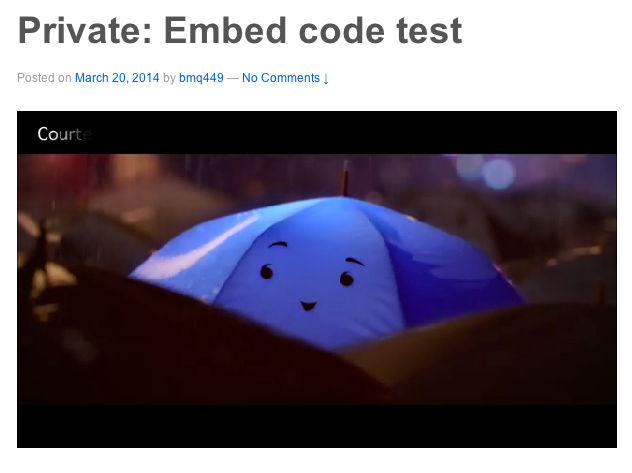 Private: Embed code test
Posted on March 20, 2014 by bmq449 — No Comments ↓
Courte